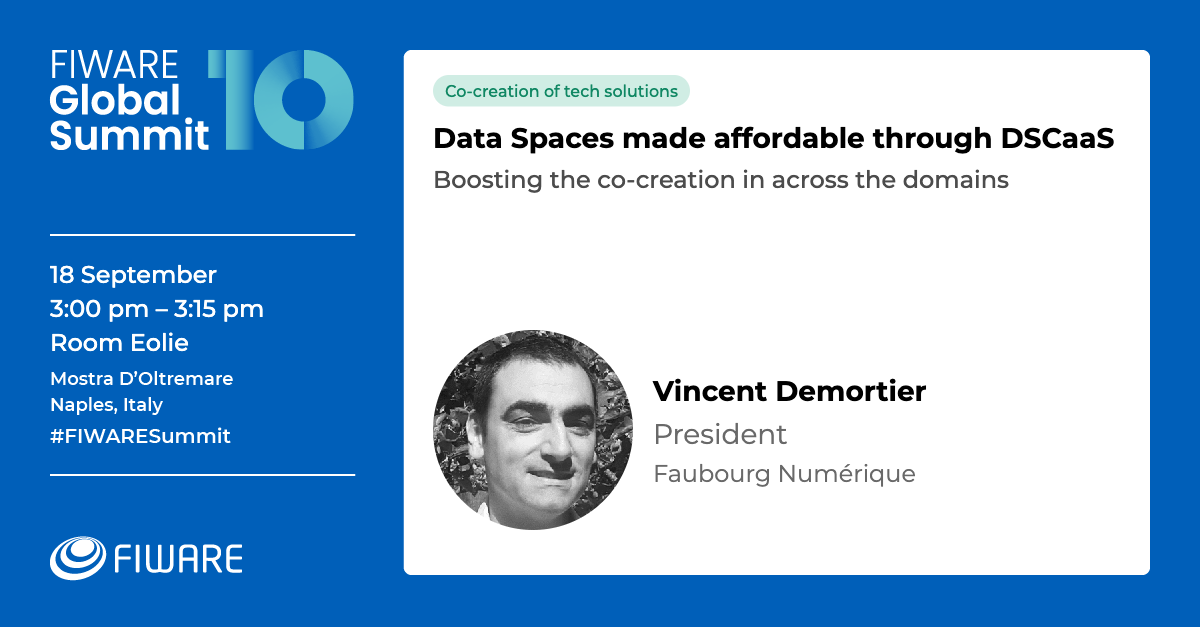 FIWARE
Global
Summit
10
18 September
3:00 pm – 3:15 pm
Room Eolie
Mostra D’Oltremare
Naples, Italy
#FIWARESummit
FIWARE
Co-creation of tech solutions
Data Spaces made affordable through DSCaaS
Boosting the co-creation in across the domains
Vincent Demortier
President
Faubourg Numérique